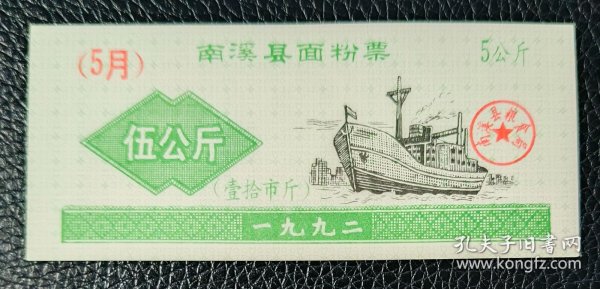 南溪县面粉票
(5月)
5公斤
伍公斤
(壹拾市斤)
一九九二
孔夫子旧书网
www.kongfz.com